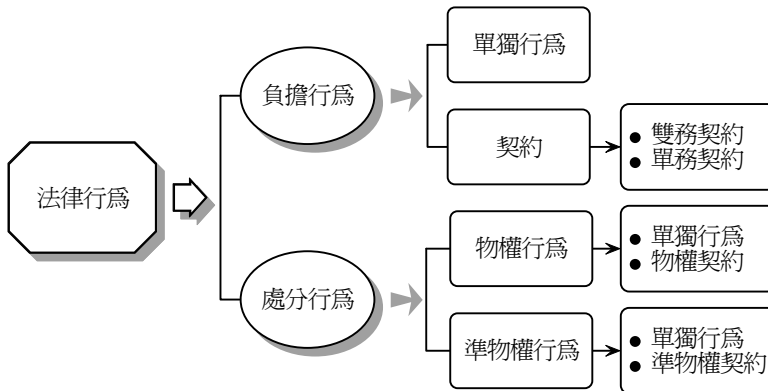 法律行爲
負擔行爲
單獨行爲
契約
● 雙務契約
● 單務契約
處分行爲
物權行爲
● 單獨行爲
● 物權契約
準物權行爲
● 單獨行爲
● 準物權契約